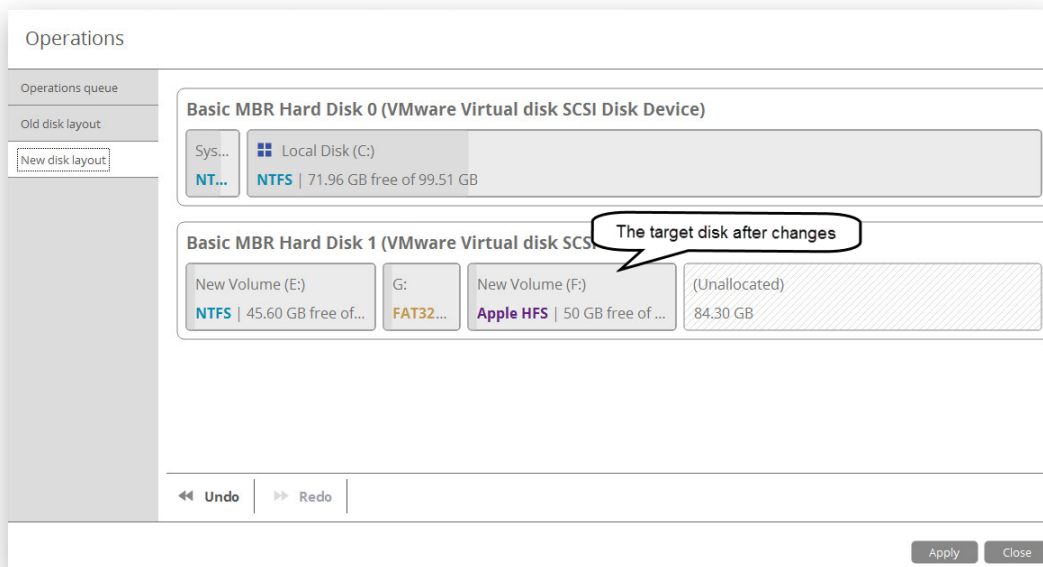 Operations
Operations queue
Old disk layout
New disk layout
Basic MBR Hard Disk 0 (VMware Virtual disk SCSI Disk Device)
Sys...
Local Disk (C:)
NT...
NTFS | 71.96 GB free of 99.51 GB
The target disk after changes
Basic MBR Hard Disk 1 (VMware Virtual disk SCS
New Volume (E:)
G:
New Volume (F:)
(Unallocated)
NTFS | 45.60 GB free of...
FAT32...
Apple HFS | 50 GB free of ...
84.30 GB
Undo
Redo
Apply
Close